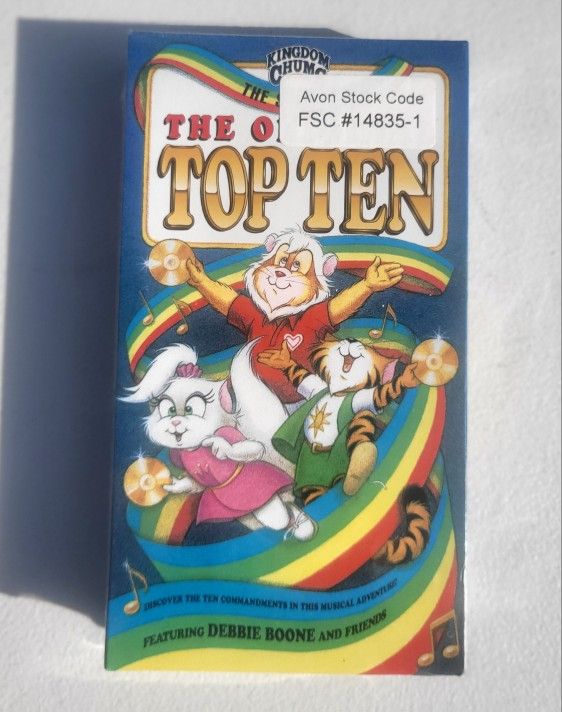 KINGDOM
CHUMS
THE
Avon Stock Code
FSC #14835-1
THE
TOP TEN
DISCOVER THE TEN COMMANDMENTS IN THIS MUSICAL ADVENTURE
FEATURING DEBBIE BOONE AND FRIENDS